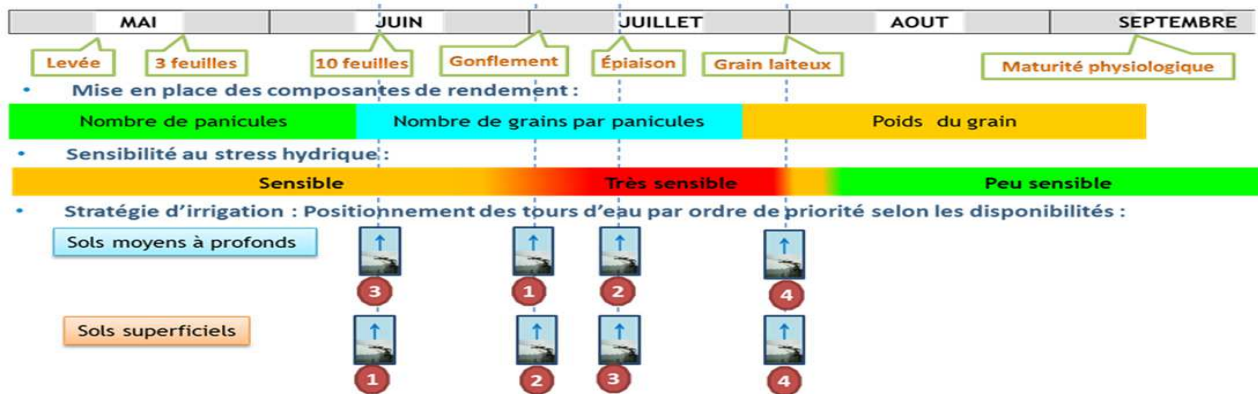 MAI JUIN JUILLET AOUT SEPTEMBRE
Levée 3 feuilles 10 feuilles Gonflement Épiaison Grain laiteux Maturité physiologique
• Mise en place des composantes de rendement :
Nombre de panicules Nombre de grains par panicules Poids du grain
• Sensibilité au stress hydrique :
Sensible Très sensible Peu sensible
• Stratégie d'irrigation : Positionnement des tours d'eau par ordre de priorité selon les disponibilités :
Sols moyens à profonds
3 1 2 4
Sols superficiels
1 2 3 4